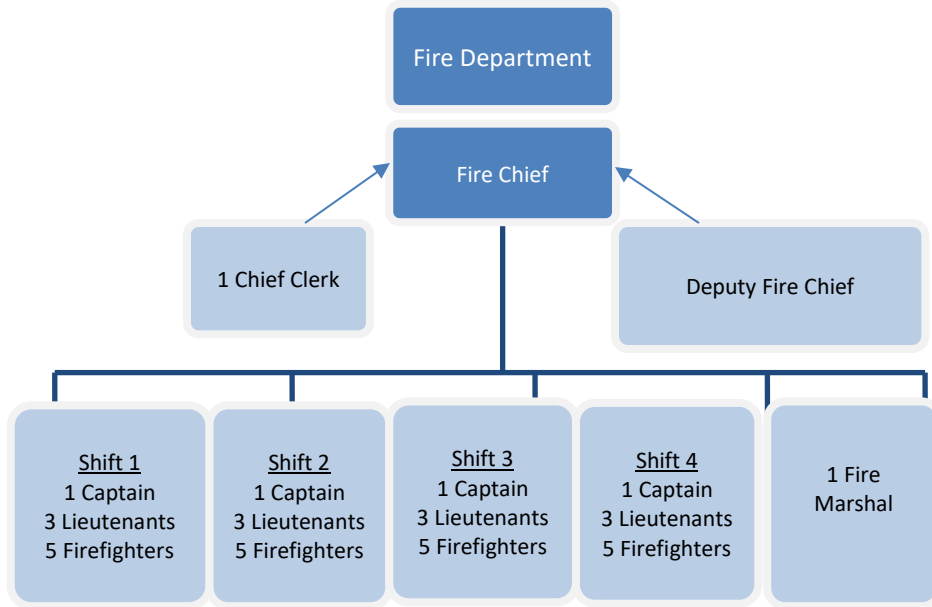 Fire Department
Fire Chief
1 Chief Clerk
Deputy Fire Chief
Shift 1
1 Captain
3 Lieutenants
5 Firefighters
Shift 2
1 Captain
3 Lieutenants
5 Firefighters
Shift 3
1 Captain
3 Lieutenants
5 Firefighters
Shift 4
1 Captain
3 Lieutenants
5 Firefighters
1 Fire
Marshal